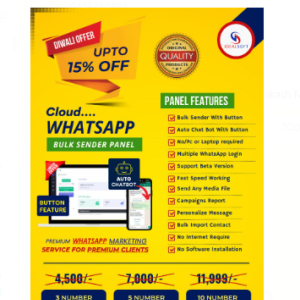 DIWALI OFFER
UPTO
15% OFF
ORIGINAL
QUALITY
PRODUCTS
Cloud....
WHATSAPP
BULK SENDER PANEL
PANEL FEATURES
Bulk Sender With Button
Auto Chat Bot With Button
No/Pc or Laptop required
Multiple WhatsApp Login
Support Beta Version
Fast Speed Working
Send Any Media File
Campaigns Report
Personalize Message
Bulk Import Contact
No Internet Require
No Software Installation
AUTO
CHATBOT
BUTTON
FEATURE
PREMIUM WHATSAPP MARKETING
SERVICE FOR PREMIUM CLIENTS
4,500/-
7,000/-
11,999/-
3 NUMBER
5 NUMBER
10 NUMBER